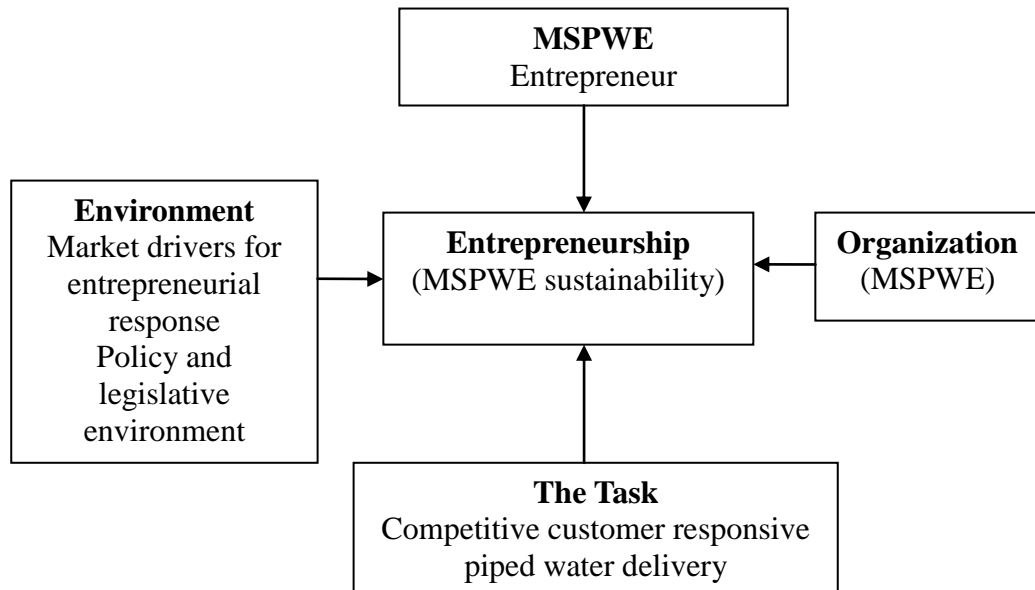 MSPWE
Entrepreneur
Environment
Market drivers for
entrepreneurial
response
Policy and
legislative
environment
Entrepreneurship
(MSPWE sustainability)
Organization
(MSPWE)
The Task
Competitive customer responsive
piped water delivery